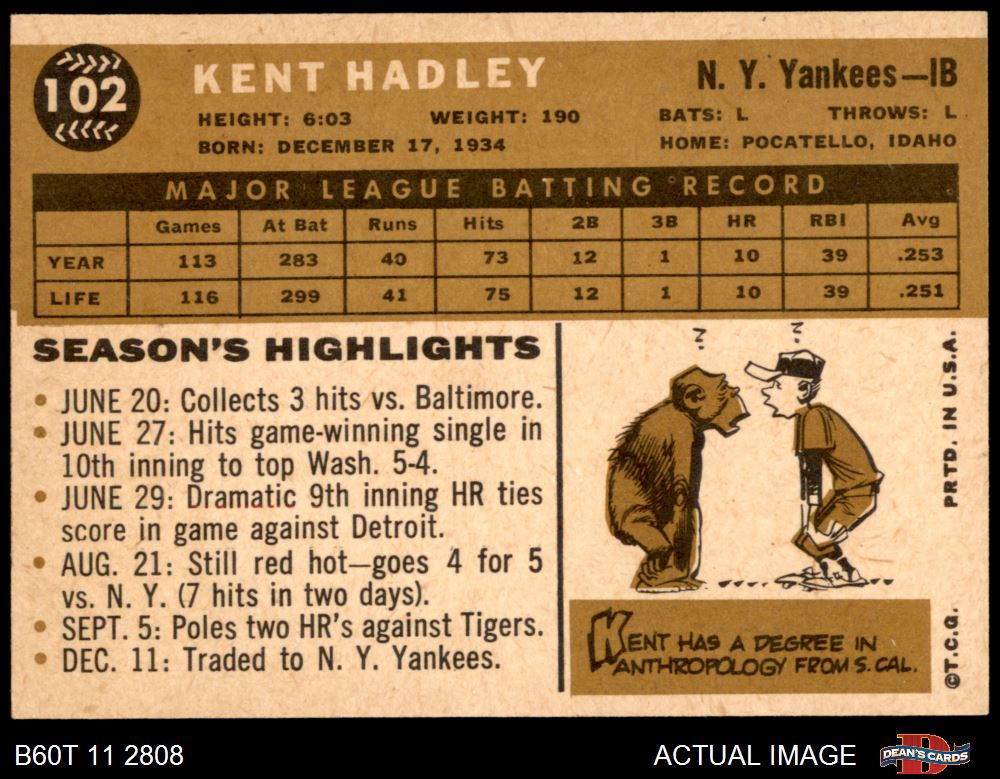 102
KENT HADLEY
N. Y. Yankees—1B
HEIGHT: 6:03 WEIGHT: 190 BATS: L THROWS: L
BORN: DECEMBER 17, 1934 HOME: POCATELLO, IDAHO
MAJOR LEAGUE BATTING RECORD
Games At Bat Runs Hits 2B 3B HR RBI Avg
YEAR 113 283 40 73 12 1 10 39 .253
LIFE 116 299 41 75 12 1 10 39 .251
SEASON'S HIGHLIGHTS
• JUNE 20: Collects 3 hits vs. Baltimore.
• JUNE 27: Hits game-winning single in
10th inning to top Wash. 5-4.
• JUNE 29: Dramatic 9th inning HR ties
score in game against Detroit.
• AUG. 21: Still red hot—goes 4 for 5
vs. N. Y. (7 hits in two days).
• SEPT. 5: Poles two HR's against Tigers.
• DEC. 11: Traded to N. Y. Yankees.
? ?
KENT HAS A DEGREE IN
ANTHROPOLOGY FROM S. CAL.
©T.C.G. PRTD. IN U.S.A.
B60T 11 2808 ACTUAL IMAGE DEAN'S CARDS